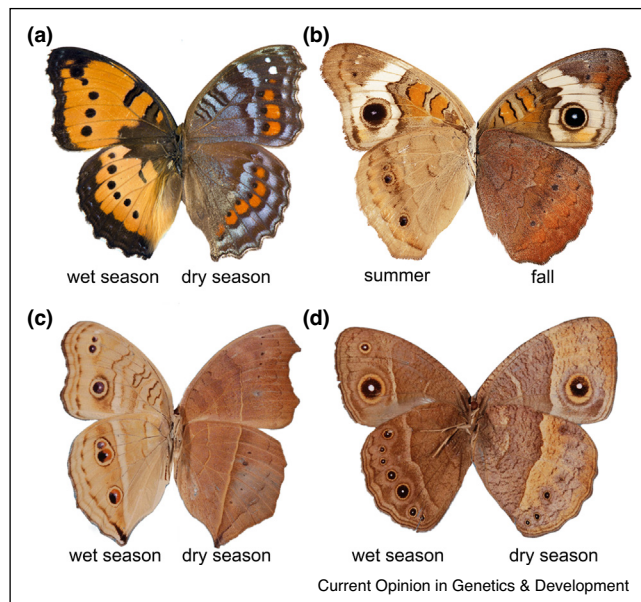 (a)
(b)
wet season
dry season
summer
fall
(c)
(d)
wet season
dry season
wet season
dry season
Current Opinion in Genetics & Development